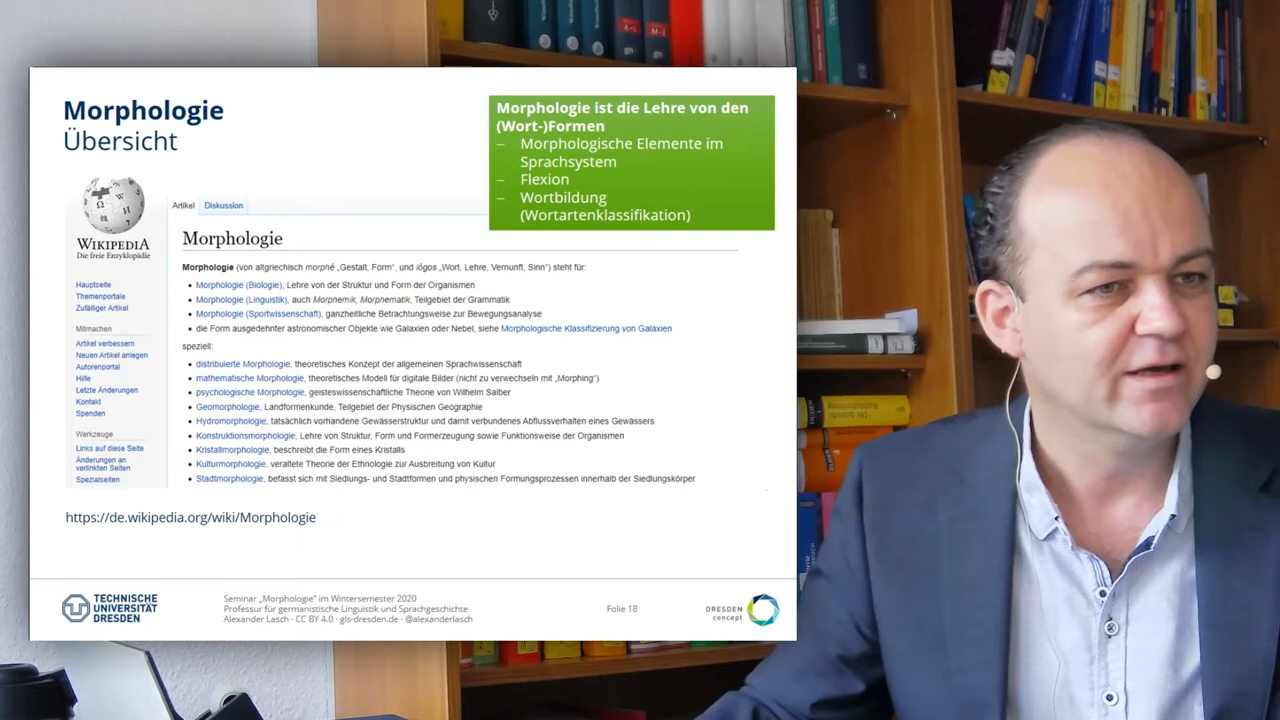 Morphologie
Übersicht
Morphologie ist die Lehre von den
(Wort-)Formen
– Morphologische Elemente im
Sprachsystem
– Flexion
– Wortbildung
(Wortartenklassifikation)
WIKIPEDIA
Die freie Enzyklopädie
Hauptseite
Themenportale
Zufälliger Artikel
Mitmachen
Artikel verbessern
Neuen Artikel anlegen
Autorenportal
Hilfe
Letzte Änderungen
Kontakt
Spenden
Werkzeuge
Links auf diese Seite
Änderungen an
verlinkten Seiten
Spezialseiten
Artikel Diskussion
Morphologie
Morphologie (von altgriechisch morphé „Gestalt, Form“, und lógos „Wort, Lehre, Vernunft, Sinn“) steht für:
• Morphologie (Biologie), Lehre von der Struktur und Form der Organismen
• Morphologie (Linguistik), auch Morphemik, Morphematik, Teilgebiet der Grammatik
• Morphologie (Sportwissenschaft), ganzheitliche Betrachtungsweise zur Bewegungsanalyse
• die Form ausgedehnter astronomischer Objekte wie Galaxien oder Nebel, siehe Morphologische Klassifizierung von Galaxien
speziell:
• distribuierte Morphologie, theoretisches Konzept der allgemeinen Sprachwissenschaft
• mathematische Morphologie, theoretisches Modell für digitale Bilder (nicht zu verwechseln mit „Morphing“)
• psychologische Morphologie, geisteswissenschaftliche Theorie von Wilhelm Salber
• Geomorphologie, Landformenkunde, Teilgebiet der Physischen Geographie
• Hydromorphologie, tatsächlich vorhandene Gewässerstruktur und damit verbundenes Abflussverhalten eines Gewässers
• Konstruktionsmorphologie, Lehre von Struktur, Form und Formerzeugung sowie Funktionsweise der Organismen
• Kristallmorphologie, beschreibt die Form eines Kristalls
• Kulturmorphologie, veraltete Theorie der Ethnologie zur Ausbreitung von Kultur
• Stadtmorphologie, befasst sich mit Siedlungs- und Stadtformen und physischen Formungsprozessen innerhalb der Siedlungskörper
https://de.wikipedia.org/wiki/Morphologie
TECHNISCHE
UNIVERSITÄT
DRESDEN
Seminar „Morphologie“ im Wintersemester 2020
Professur für germanistische Linguistik und Sprachgeschichte
Alexander Lasch · CC BY 4.0 · gls-dresden.de · @alexanderlasch
Folie 18
DRESDEN
concept
A-L
M-Z